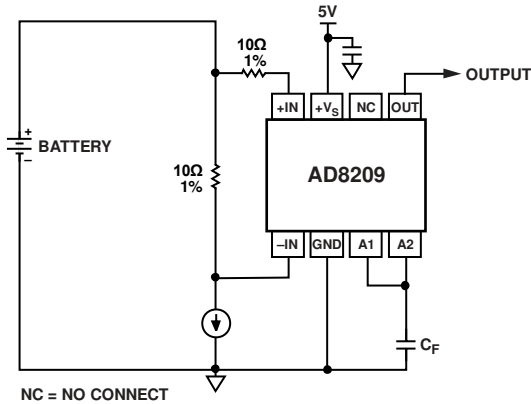 5V
10Ω
1%
OUTPUT
+IN
+VS
NC
OUT
+
BATTERY
–
10Ω
1%
AD8209
–IN
GND
A1
A2
CF
NC = NO CONNECT